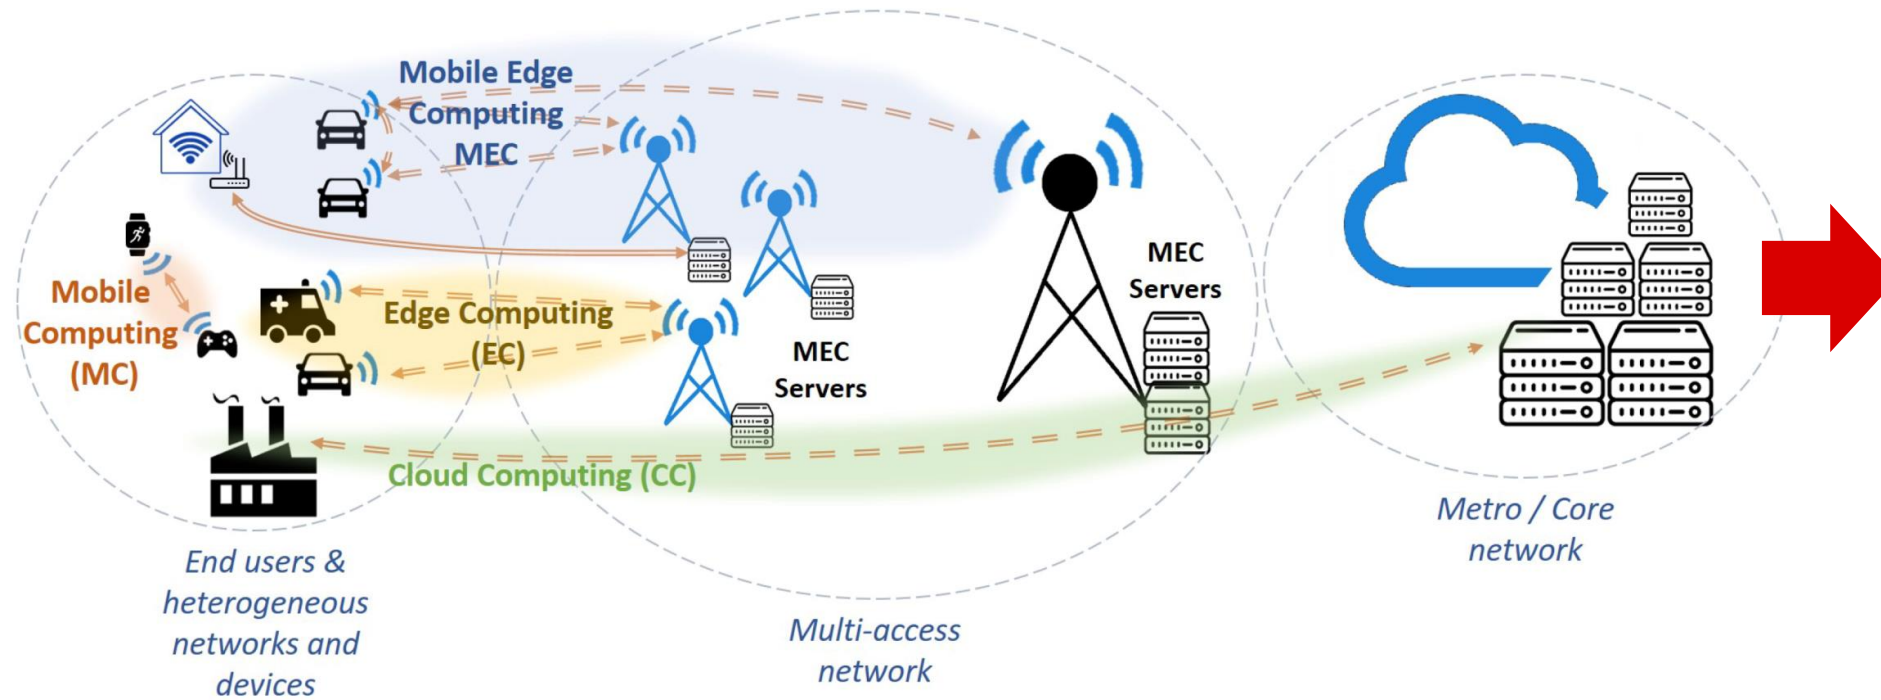 Mobile Edge
Computing
MEC
Mobile
Computing
(MC)
Edge Computing
(EC)
MEC
Servers
MEC
Servers
Cloud Computing (CC)
End users &
heterogeneous
networks and
devices
Multi-access
network
Metro / Core
network